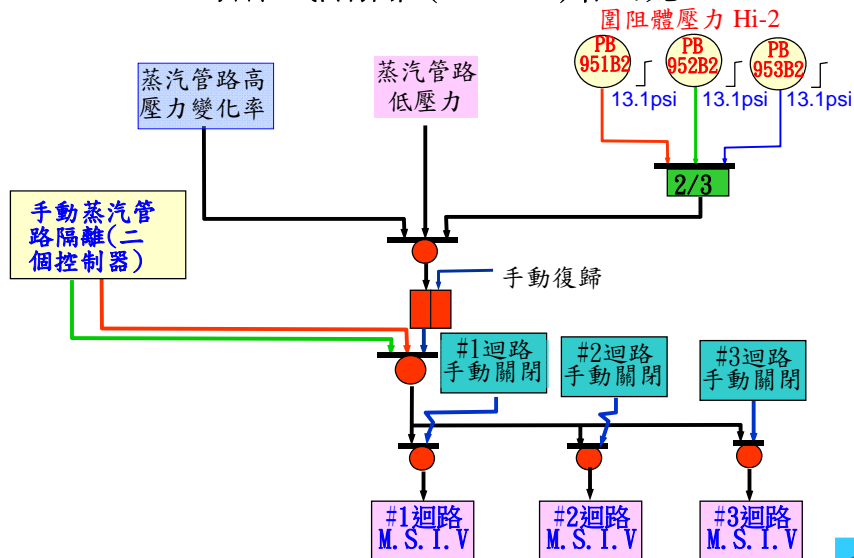 圍阻體壓力 Hi-2
PB
951B2
PB
952B2
PB
953B2
13.1psi
13.1psi
13.1psi
蒸汽管路高
壓力變化率
蒸汽管路
低壓力
2/3
手動蒸汽管
路隔離(二
個控制器)
手動復歸
#1迴路
手動關閉
#2迴路
手動關閉
#3迴路
手動關閉
#1迴路
M.S.I.V
#2迴路
M.S.I.V
#3迴路
M.S.I.V